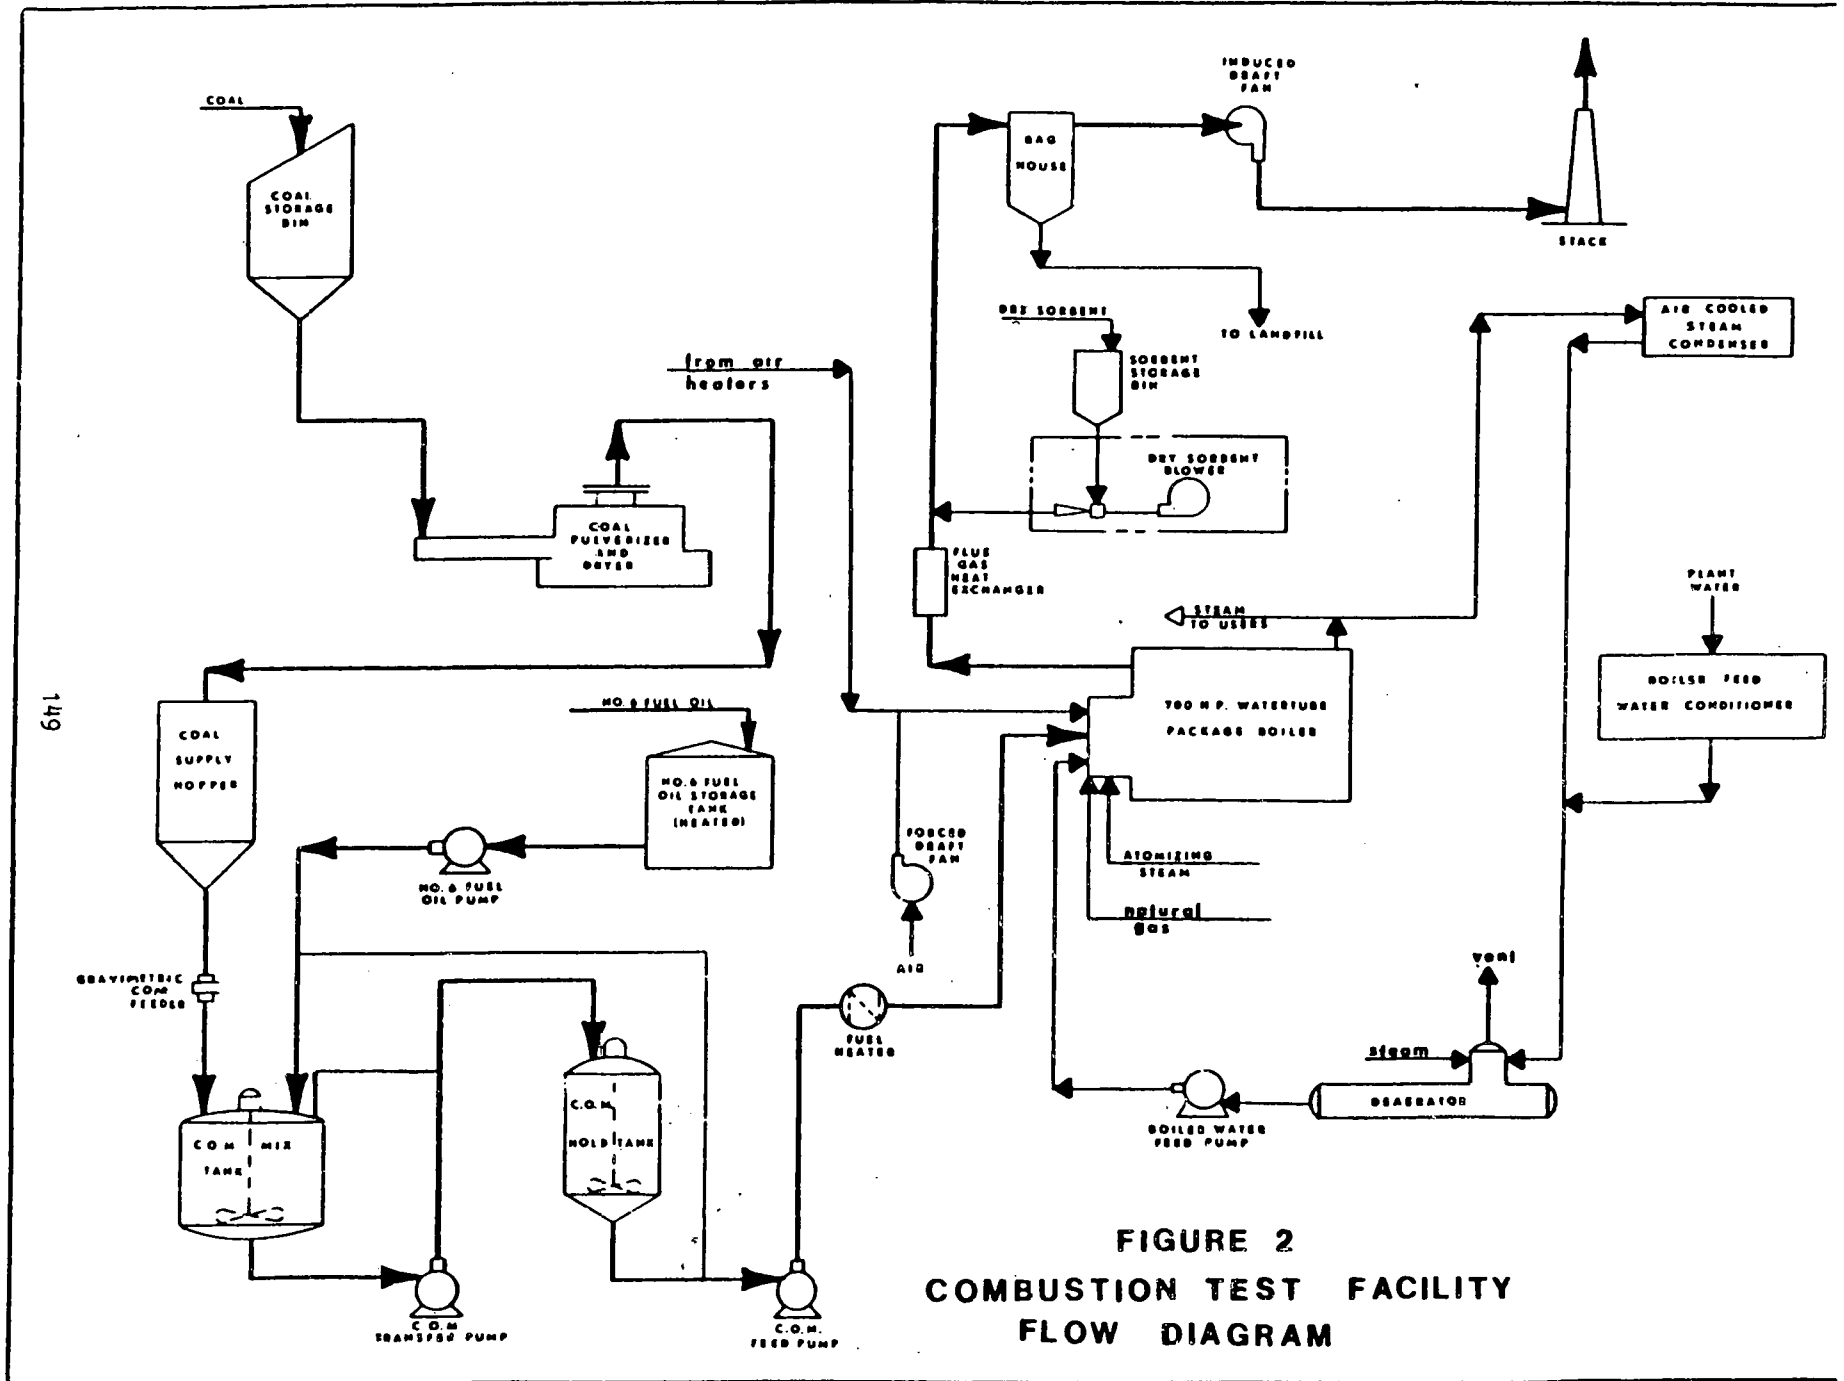 COAL
COAL
STORAGE
BIN
INDUCED
DRAFT
FAN
BAG
HOUSE
STACK
TO LANDFILL
DRY SORBENT
SORBENT
STORAGE
BIN
AIR COOLED
STEAM
CONDENSER
from air
heaters
DRY SORBENT
BLOWER
COAL
PULVERIZER
AND
DRYER
FLUE
GAS
HEAT
EXCHANGER
STEAM
TO USERS
PLANT
WATER
BOILER FEED
WATER CONDITIONER
700 H.P. WATERTUBE
PACKAGE BOILER
149
COAL
SUPPLY
HOPPER
NO. 6 FUEL OIL
NO. 6 FUEL
OIL STORAGE
TANK
(HEATED)
NO. 6 FUEL
OIL PUMP
FORCED
DRAFT
FAN
AIR
ATOMIZING
STEAM
natural
gas
GRAVIMETRIC
FEEDER
FUEL
HEATER
vent
steam
DEAERATOR
BOILED WATER
FEED PUMP
C.O.M MIX
TANK
C.O.M.
HOLD TANK
C.O.M
TRANSFER PUMP
C.O.M.
FEED PUMP
FIGURE 2
COMBUSTION TEST FACILITY
FLOW DIAGRAM